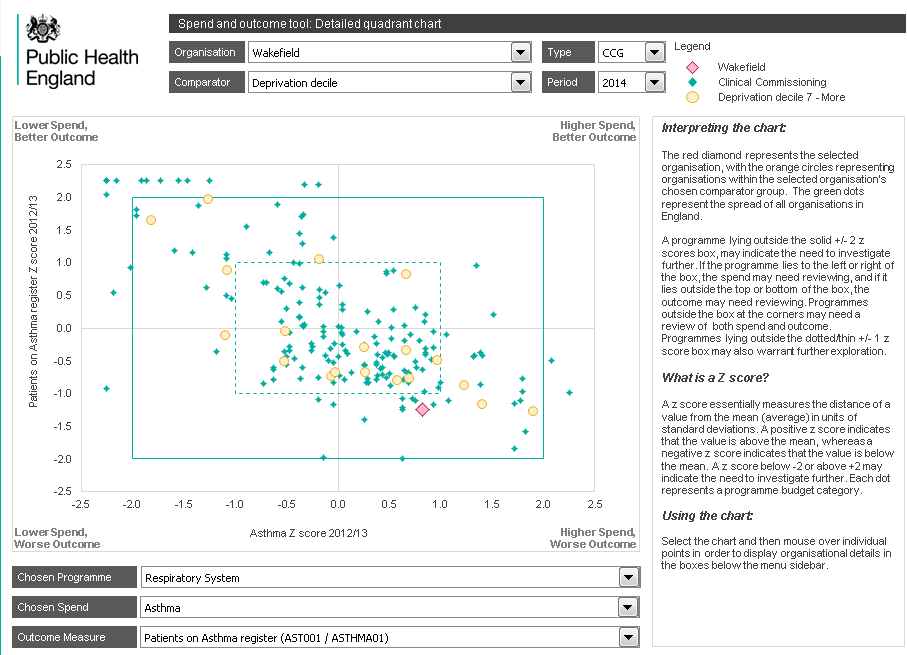 Spend and outcome tool: Detailed quadrant chart
Public Health
England
Organisation
Wakefield
Type
CCG
Comparator
Deprivation decile
Period
2014
Legend
Wakefield
Clinical Commissioning
Deprivation decile 7 - More
Lower Spend,
Better Outcome
Higher Spend,
Better Outcome
2.5
2.0
1.5
1.0
0.5
0.0
-0.5
-1.0
-1.5
-2.0
-2.5
Patients on Asthma register Z score 2012/13
-2.5 -2.0 -1.5 -1.0 -0.5 0.0 0.5 1.0 1.5 2.0 2.5
Asthma Z score 2012/13
Lower Spend,
Worse Outcome
Higher Spend,
Worse Outcome
Interpreting the chart:
The red diamond represents the selected
organisation, with the orange circles representing
organisations within the selected organisation's
chosen comparator group. The green dots
represent the spread of all organisations in
England.
A programme lying outside the solid +/- 2 z
scores box, may indicate the need to investigate
further. If the programme lies to the left or right of
the box, the spend may need reviewing, and if it
lies outside the top or bottom of the box, the
outcome may need reviewing. Programmes
outside the box at the corners may need a
review of both spend and outcome.
Programmes lying outside the dotted/thin +/- 1 z
score box may also warrant further exploration.
What is a Z score?
A z score essentially measures the distance of a
value from the mean (average) in units of
standard deviations. A positive z score indicates
that the value is above the mean, whereas a
negative z score indicates that the value is below
the mean. A z score below -2 or above +2 may
indicate the need to investigate further. Each dot
represents a programme budget category.
Using the chart:
Select the chart and then mouse over individual
points in order to display organisational details in
the boxes below the menu sidebar.
Chosen Programme
Respiratory System
Chosen Spend
Asthma
Outcome Measure
Patients on Asthma register (AST001 / ASTHMA01)